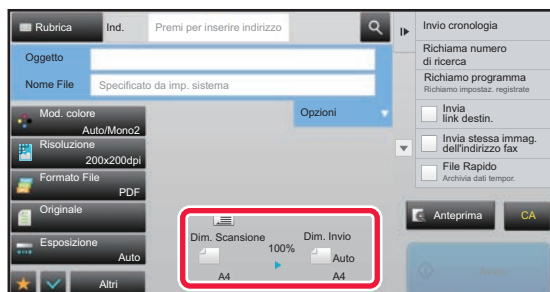 Rubrica
Ind.
Premi per inserire indirizzo
Oggetto
Nome File
Specificato da imp. sistema
Mod. colore
Auto/Mono2
Opzioni
Risoluzione
200x200dpi
Formato File
PDF
Originale
Esposizione
Auto
Altri
Dim. Scansione
100%
Dim. Invio
Auto
A4
A4
Invio cronologia
Richiama numero
di ricerca
Richiamo programma
Richiamo impostaz. registrate
Invia
link destin.
Invia stessa immag.
dell'indirizzo fax
File Rapido
Archivia dati tempor.
Anteprima
CA
Avvio